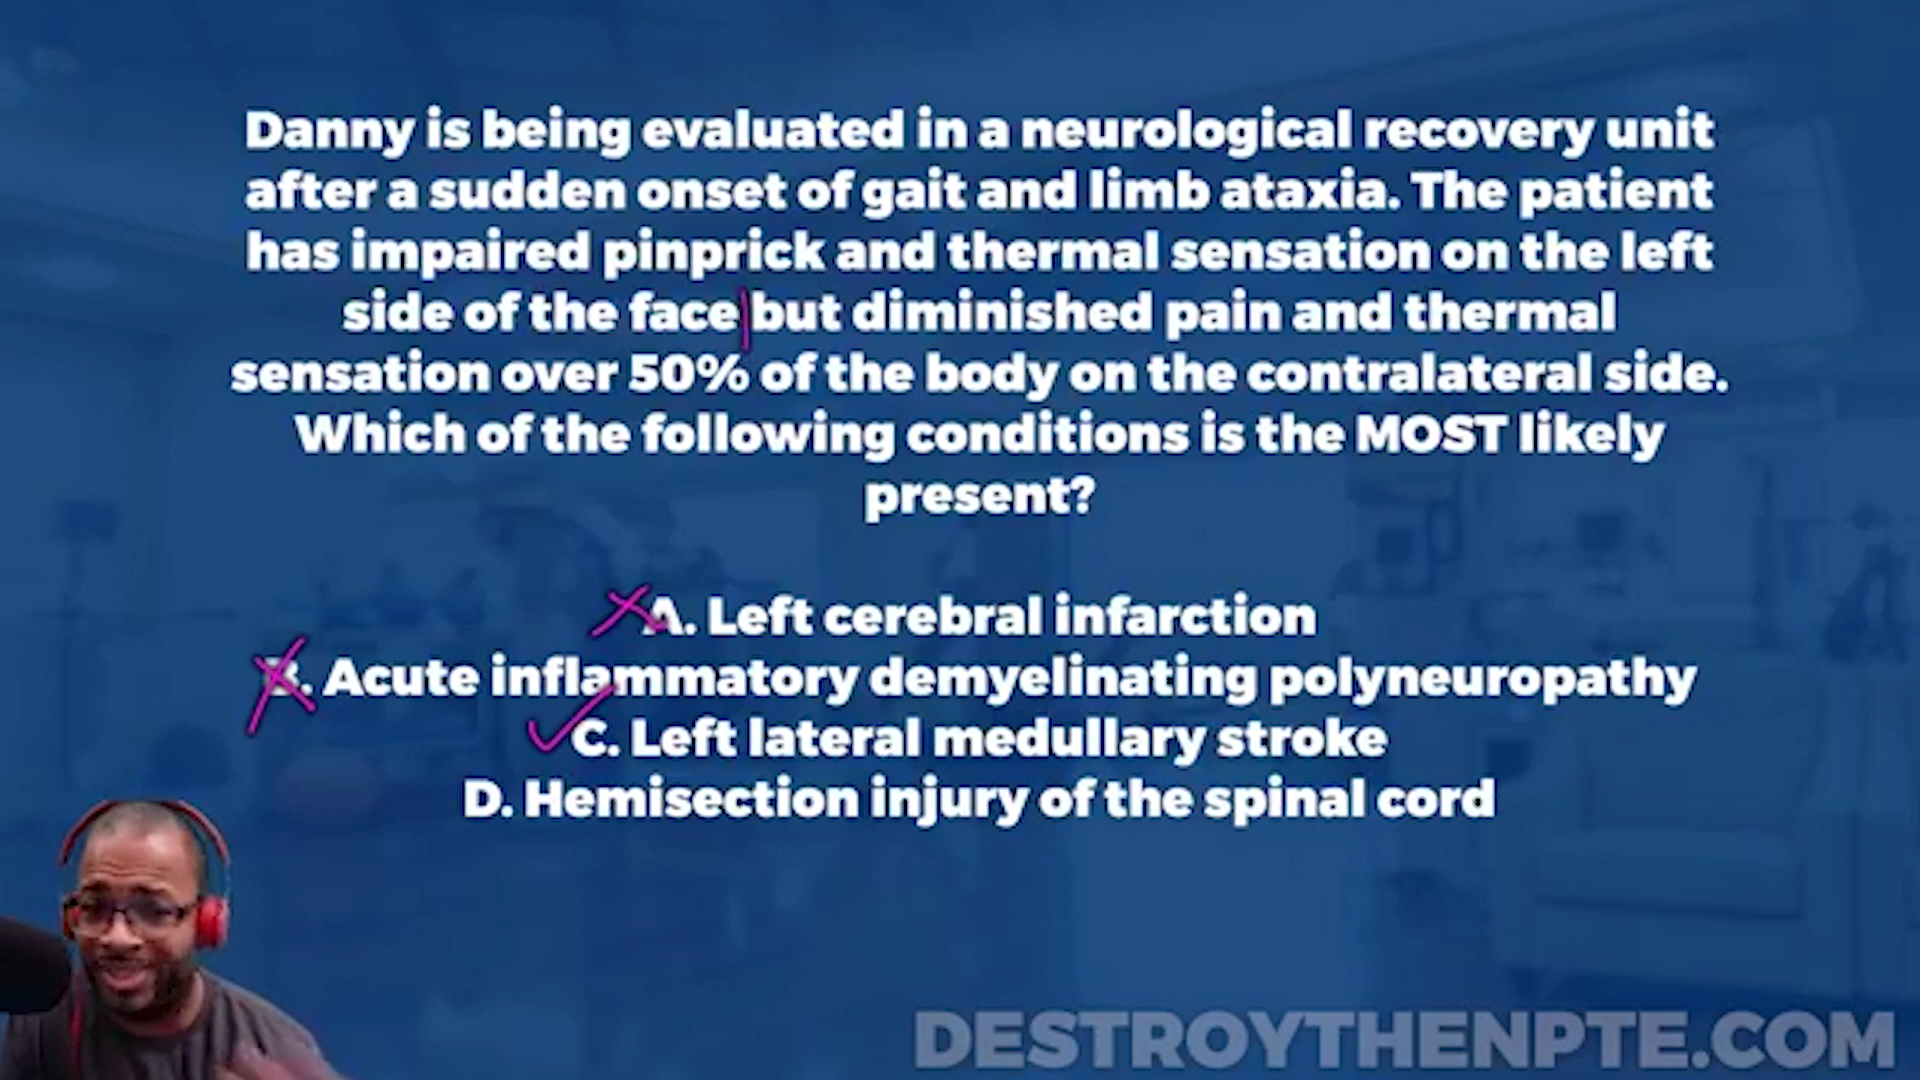 Danny is being evaluated in a neurological recovery unit
after a sudden onset of gait and limb ataxia. The patient
has impaired pinprick and thermal sensation on the left
side of the face but diminished pain and thermal
sensation over 50% of the body on the contralateral side.
Which of the following conditions is the MOST likely
present?
A. Left cerebral infarction
B. Acute inflammatory demyelinating polyneuropathy
C. Left lateral medullary stroke
D. Hemisection injury of the spinal cord
DESTROYTHENPTE.COM